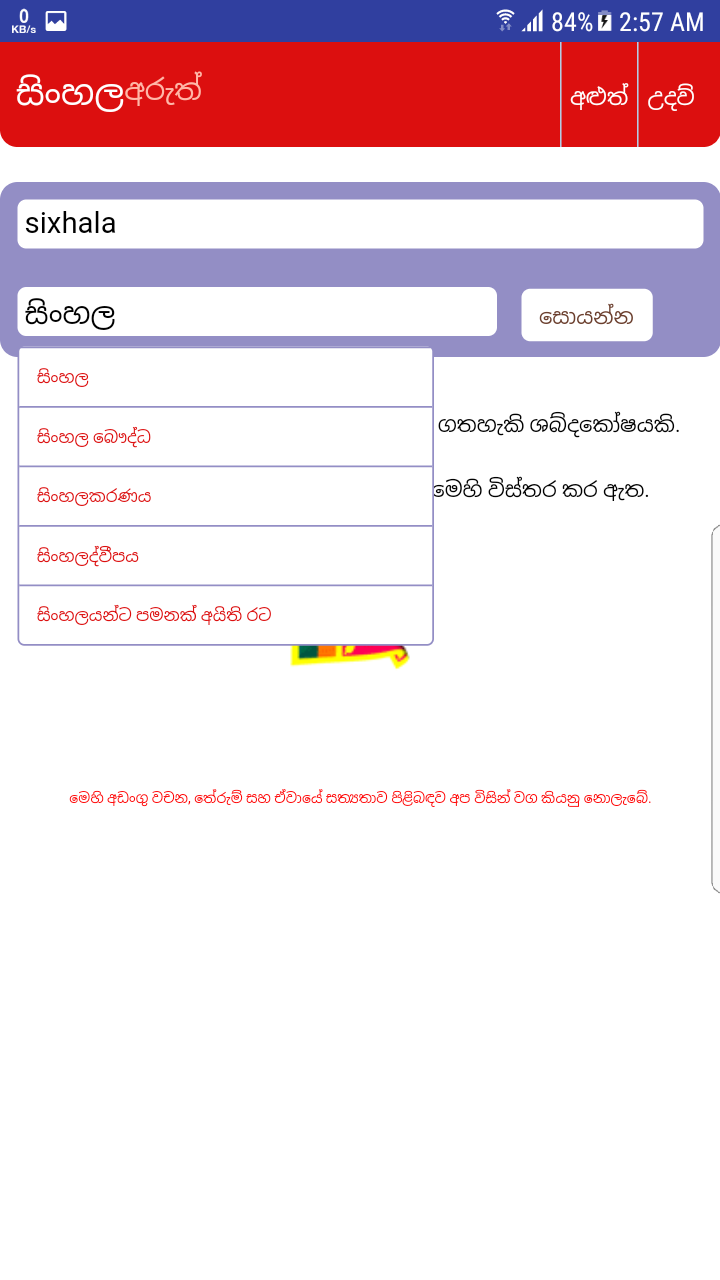 0 KB/s 84% 2:57 AM
සිංහලඅරුත් අළුත් උදව්
sixhala
සිංහල සොයන්න
සිංහල
ගතහැකි ශබ්දකෝෂයකි.
සිංහල බෞද්ධ
මෙහි විස්තර කර ඇත.
සිංහලකරණය
සිංහලද්වීපය
සිංහලයන්ට පමනක් අයිති රට
මෙහි අඩංගු වචන, තේරුම් සහ ඒවායේ සත්‍යතාව පිළිබඳව අප විසින් වග කියනු නොලැබේ.